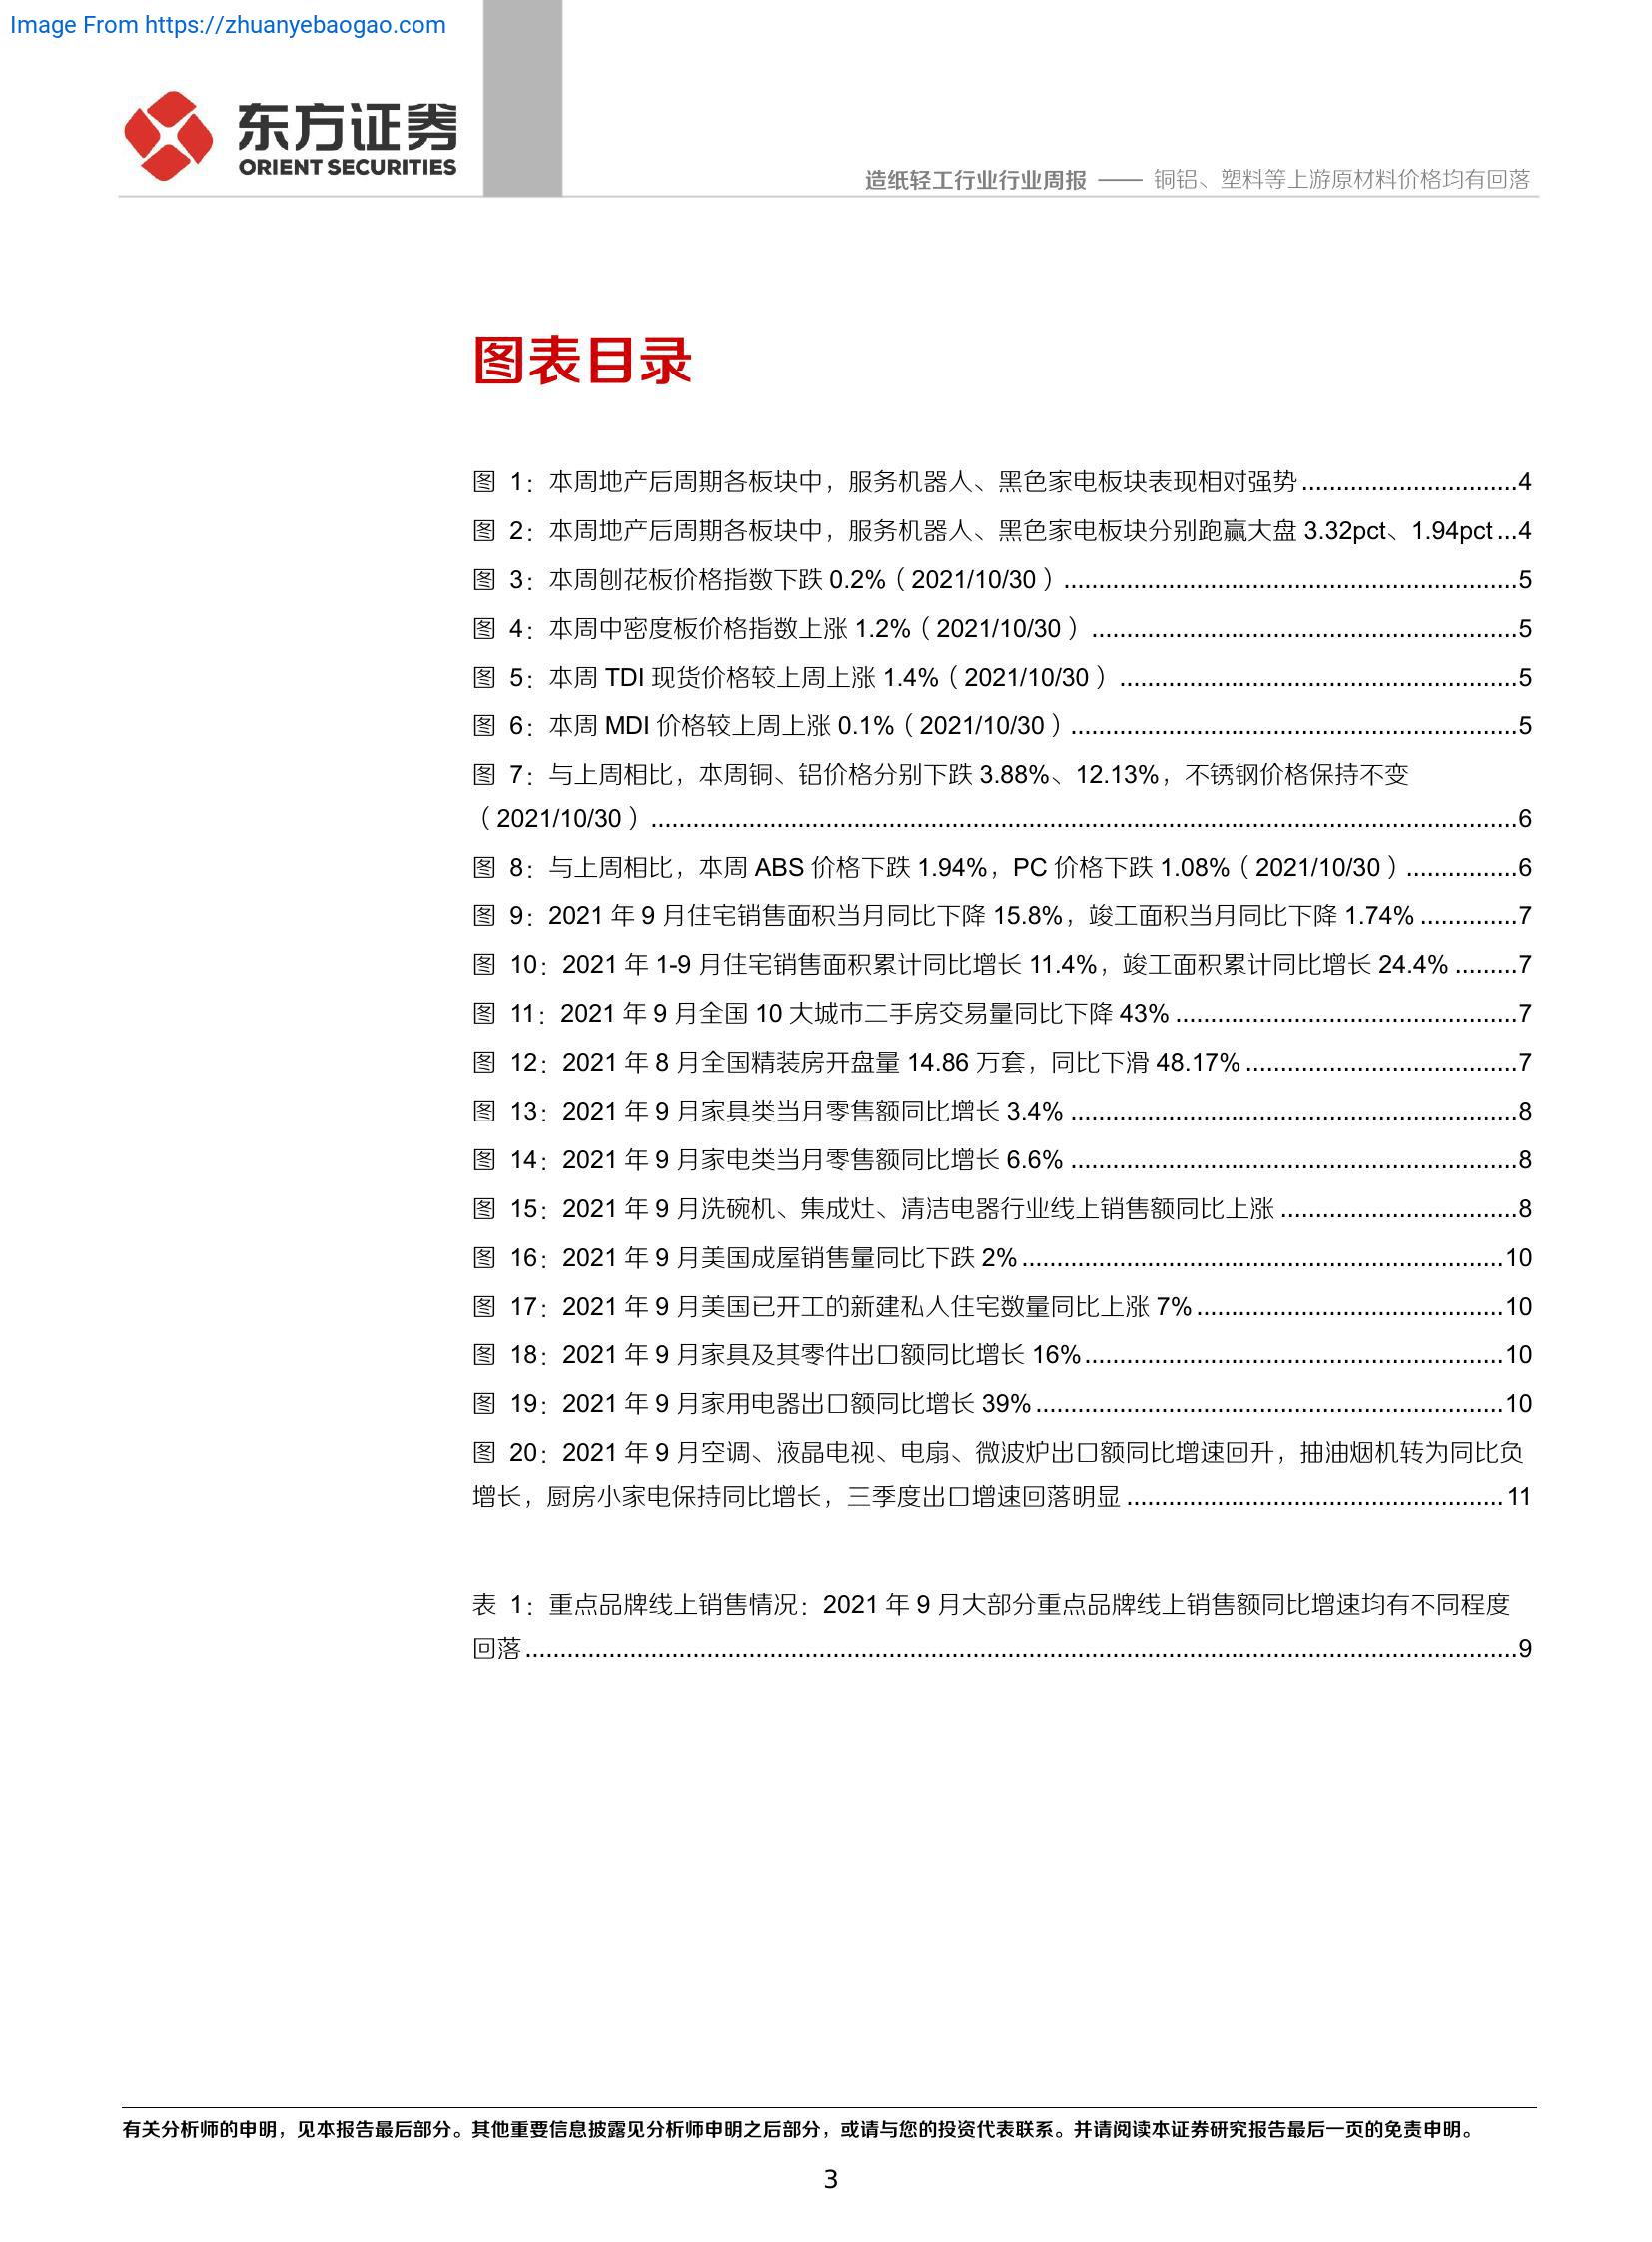 Image From https://zhuanyebaogao.com
东方证券
ORIENT SECURITIES
造纸轻工行业行业周报 —— 铜铝、塑料等上游原材料价格均有回落
图表目录
图 1：本周地产后周期各板块中，服务机器人、黑色家电板块表现相对强势...............................4
图 2：本周地产后周期各板块中，服务机器人、黑色家电板块分别跑赢大盘 3.32pct、1.94pct...4
图 3：本周刨花板价格指数下跌 0.2%（2021/10/30）.................................................................5
图 4：本周中密度板价格指数上涨 1.2%（2021/10/30）.............................................................5
图 5：本周 TDI 现货价格较上周上涨 1.4%（2021/10/30）.........................................................5
图 6：本周 MDI 价格较上周上涨 0.1%（2021/10/30）................................................................5
图 7：与上周相比，本周铜、铝价格分别下跌 3.88%、12.13%，不锈钢价格保持不变
（2021/10/30）............................................................................................................................6
图 8：与上周相比，本周 ABS 价格下跌 1.94%，PC 价格下跌 1.08%（2021/10/30）................6
图 9：2021 年 9 月住宅销售面积当月同比下降 15.8%，竣工面积当月同比下降 1.74%..............7
图 10：2021 年 1-9 月住宅销售面积累计同比增长 11.4%，竣工面积累计同比增长 24.4%.........7
图 11：2021 年 9 月全国 10 大城市二手房交易量同比下降 43%.................................................7
图 12：2021 年 8 月全国精装房开盘量 14.86 万套，同比下滑 48.17%.......................................7
图 13：2021 年 9 月家具类当月零售额同比增长 3.4%................................................................8
图 14：2021 年 9 月家电类当月零售额同比增长 6.6%................................................................8
图 15：2021 年 9 月洗碗机、集成灶、清洁电器行业线上销售额同比上涨..................................8
图 16：2021 年 9 月美国成屋销售量同比下跌 2%.....................................................................10
图 17：2021 年 9 月美国已开工的新建私人住宅数量同比上涨 7%............................................10
图 18：2021 年 9 月家具及其零件出口额同比增长 16%............................................................10
图 19：2021 年 9 月家用电器出口额同比增长 39%...................................................................10
图 20：2021 年 9 月空调、液晶电视、电扇、微波炉出口额同比增速回升，抽油烟机转为同比负
增长，厨房小家电保持同比增长，三季度出口增速回落明显......................................................11
表 1：重点品牌线上销售情况：2021 年 9 月大部分重点品牌线上销售额同比增速均有不同程度
回落..............................................................................................................................................9
有关分析师的申明，见本报告最后部分。其他重要信息披露见分析师申明之后部分，或请与您的投资代表联系。并请阅读本证券研究报告最后一页的免责申明。
3